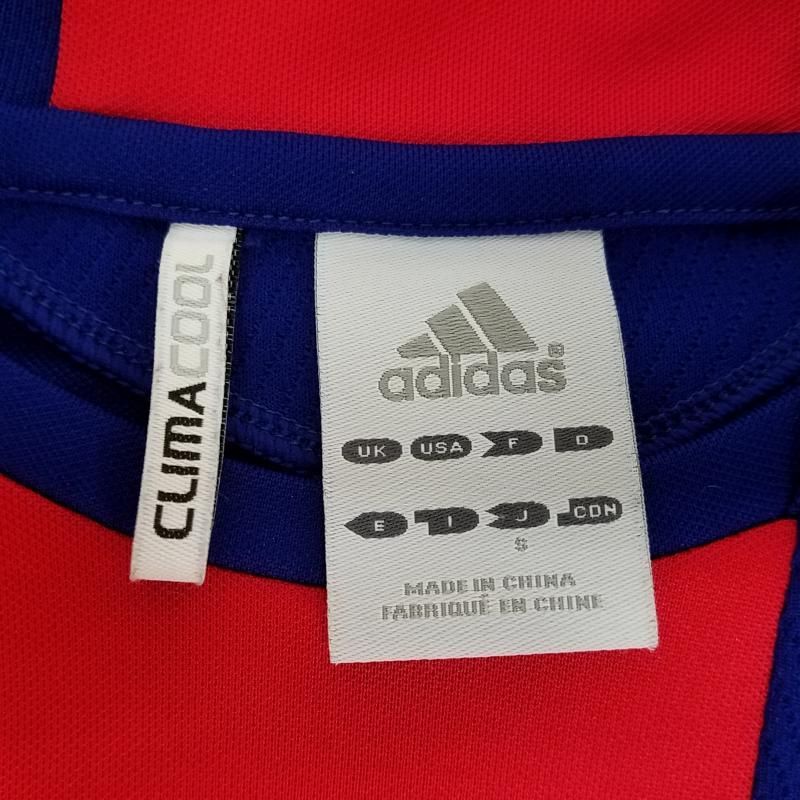 CLIMACOOL
adidas®
UK USA F D
E I J CDN
S
MADE IN CHINA
FABRIQUÉ EN CHINE